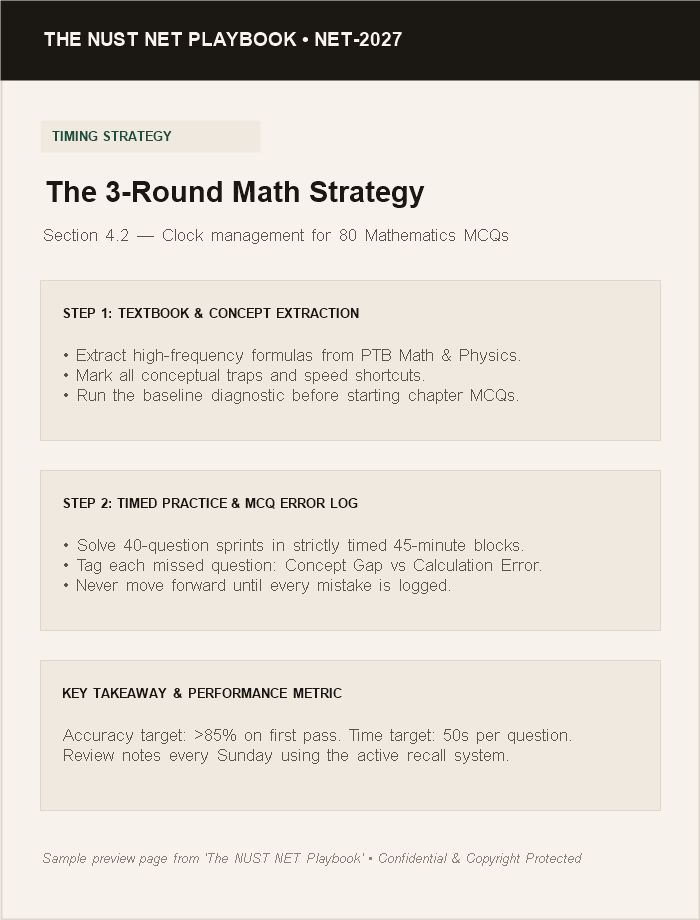 THE NUST NET PLAYBOOK • NET-2027
TIMING STRATEGY
The 3-Round Math Strategy
Section 4.2 — Clock management for 80 Mathematics MCQs
STEP 1: TEXTBOOK & CONCEPT EXTRACTION
• Extract high-frequency formulas from PTB Math & Physics.
• Mark all conceptual traps and speed shortcuts.
• Run the baseline diagnostic before starting chapter MCQs.
STEP 2: TIMED PRACTICE & MCQ ERROR LOG
• Solve 40-question sprints in strictly timed 45-minute blocks.
• Tag each missed question: Concept Gap vs Calculation Error.
• Never move forward until every mistake is logged.
KEY TAKEAWAY & PERFORMANCE METRIC
Accuracy target: >85% on first pass. Time target: 50s per question.
Review notes every Sunday using the active recall system.
Sample preview page from 'The NUST NET Playbook' • Confidential & Copyright Protected